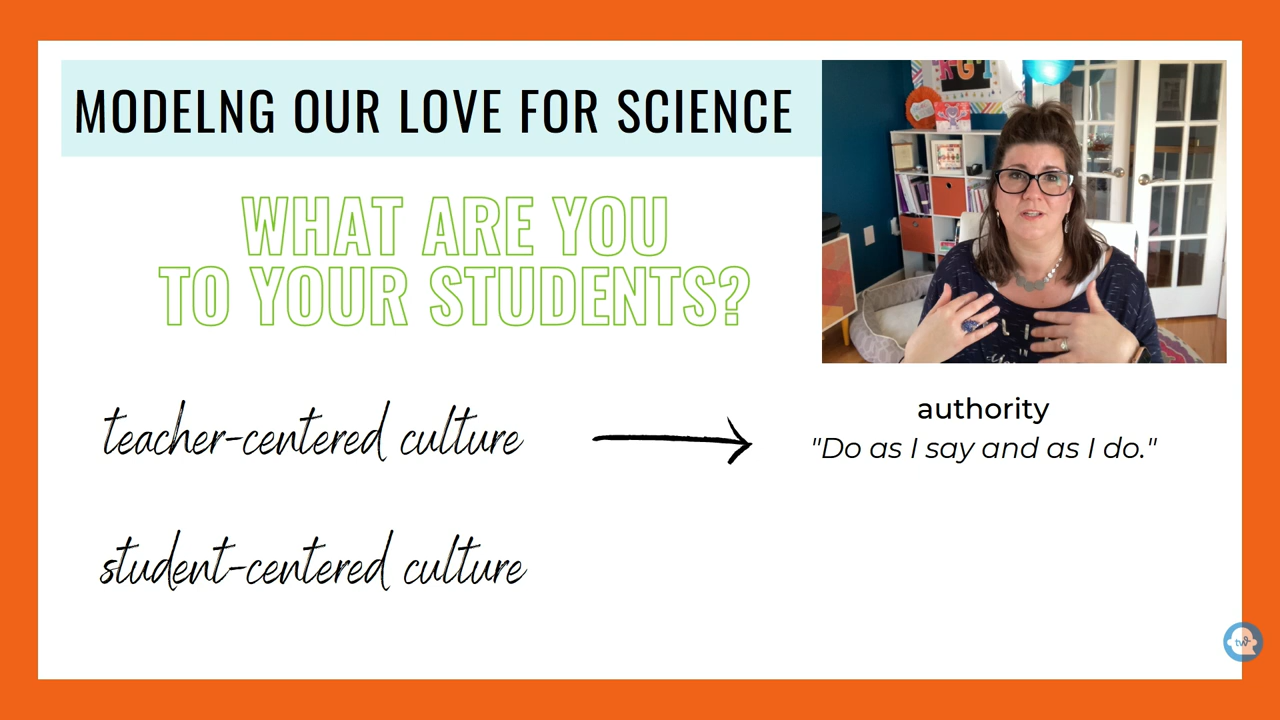 MODELNG OUR LOVE FOR SCIENCE
WHAT ARE YOU
TO YOUR STUDENTS?
teacher-centered culture
authority
"Do as I say and as I do."
student-centered culture
tw